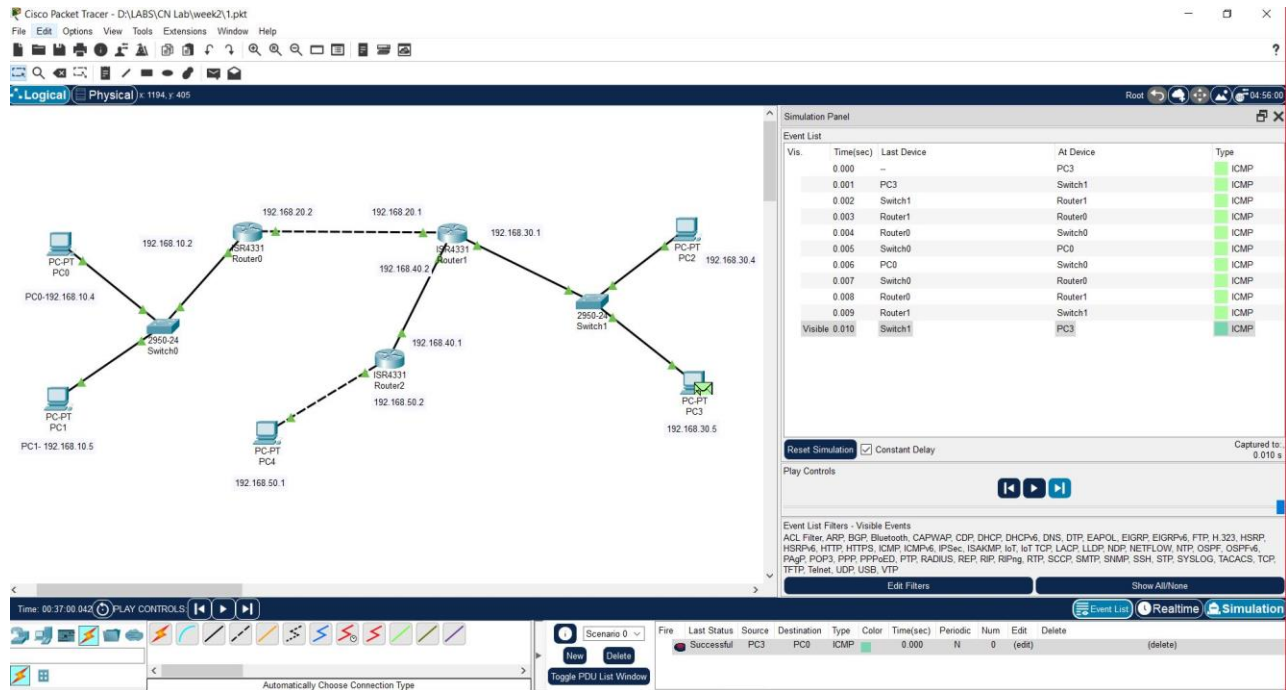 Cisco Packet Tracer - D:\LABS\CN Lab\week2\1.pkt
File Edit Options View Tools Extensions Window Help
?
Logical Physical x: 1194, y: 405
Root 04:56:00
192.168.20.2 192.168.20.1
192.168.10.2
192.168.30.1
ISR4331
Router0
ISR4331
Router1
192.168.40.2
PC-PT
PC0
PC-PT
PC2
192.168.30.4
PC0-192.168.10.4
2950-24
Switch0
2950-24
Switch1
192.168.40.1
ISR4331
Router2
192.168.50.2
PC-PT
PC1
PC1- 192.168.10.5
PC-PT
PC3
192.168.30.5
PC-PT
PC4
192.168.50.1
Simulation Panel
Event List
Vis. Time(sec) Last Device At Device Type
0.000 -- PC3 ICMP
0.001 PC3 Switch1 ICMP
0.002 Switch1 Router1 ICMP
0.003 Router1 Router0 ICMP
0.004 Router0 Switch0 ICMP
0.005 Switch0 PC0 ICMP
0.006 PC0 Switch0 ICMP
0.007 Switch0 Router0 ICMP
0.008 Router0 Router1 ICMP
0.009 Router1 Switch1 ICMP
Visible 0.010 Switch1 PC3 ICMP
Reset Simulation Constant Delay
Captured to:
0.010 s
Play Controls
Event List Filters - Visible Events
ACL Filter, ARP, BGP, Bluetooth, CAPWAP, CDP, DHCP, DHCPv6, DNS, DTP, EAPOL, EIGRP, EIGRPv6, FTP, H.323, HSRP,
HSRPv6, HTTP, HTTPS, ICMP, ICMPv6, IPSec, ISAKMP, IoT, IoT TCP, LACP, LLDP, NDP, NETFLOW, NTP, OSPF, OSPFv6,
PAgP, POP3, PPP, PPPoED, PTP, RADIUS, REP, RIP, RIPng, RTP, SCCP, SMTP, SNMP, SSH, STP, SYSLOG, TACACS, TCP,
TFTP, Telnet, UDP, USB, VTP
Edit Filters Show All/None
Time: 00:37:00.042 PLAY CONTROLS:
Event List Realtime Simulation
Scenario 0
New Delete
Toggle PDU List Window
Fire Last Status Source Destination Type Color Time(sec) Periodic Num Edit Delete
Successful PC3 PC0 ICMP 0.000 N 0 (edit) (delete)
Automatically Choose Connection Type